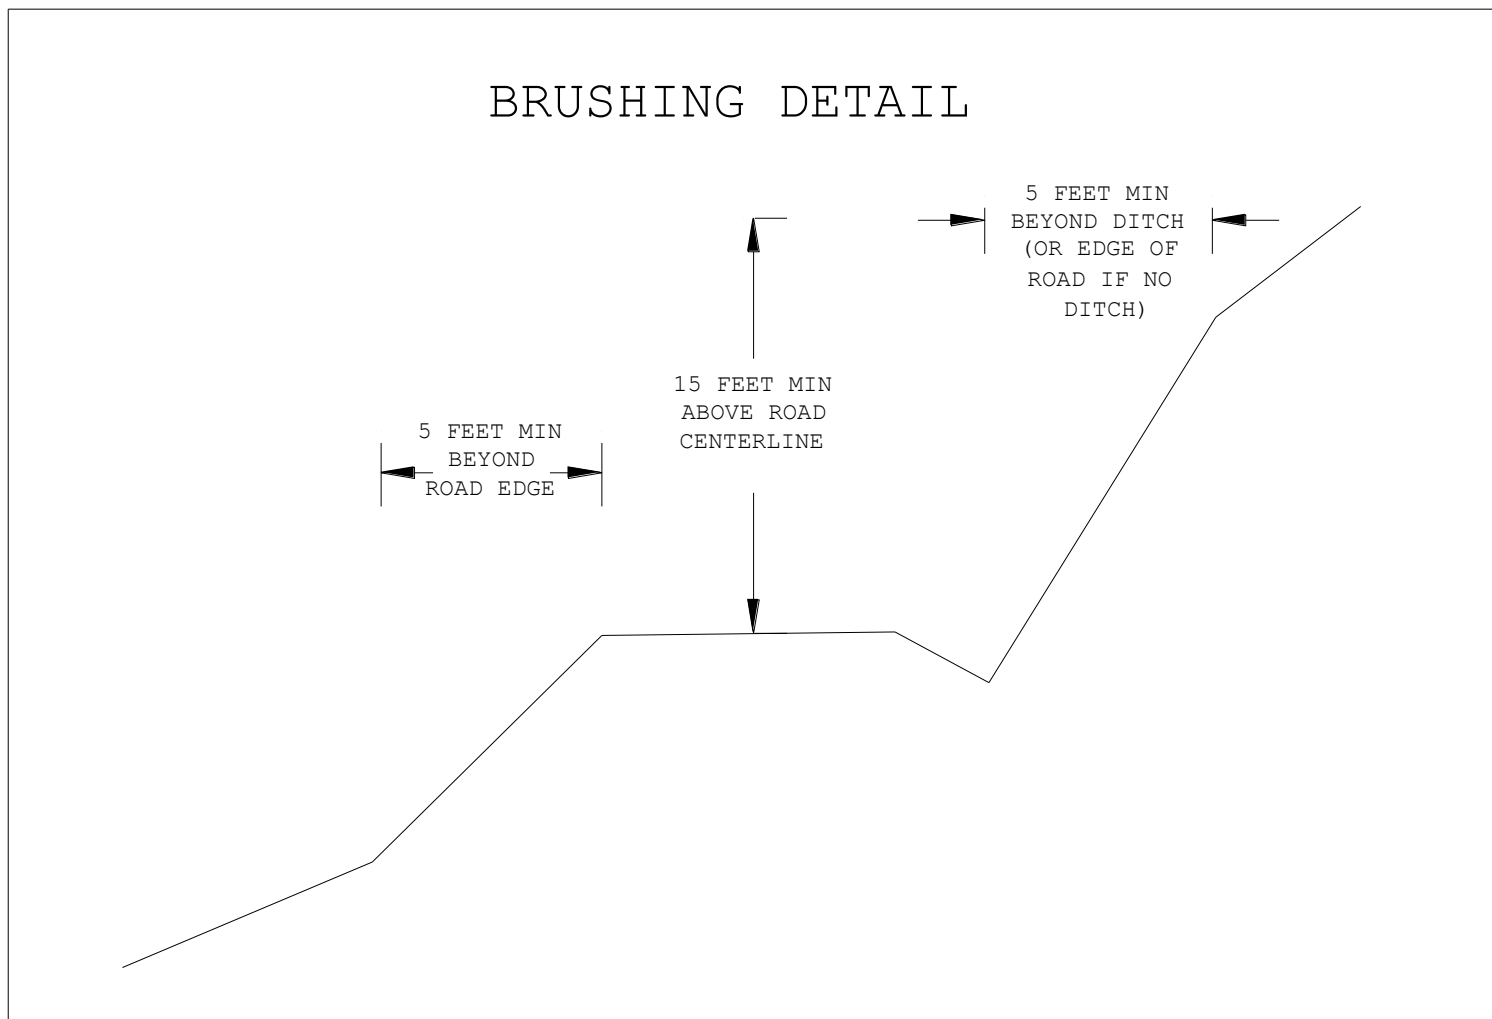 BRUSHING DETAIL
5 FEET MIN
BEYOND DITCH
(OR EDGE OF
ROAD IF NO
DITCH)
15 FEET MIN
ABOVE ROAD
CENTERLINE
5 FEET MIN
BEYOND
ROAD EDGE